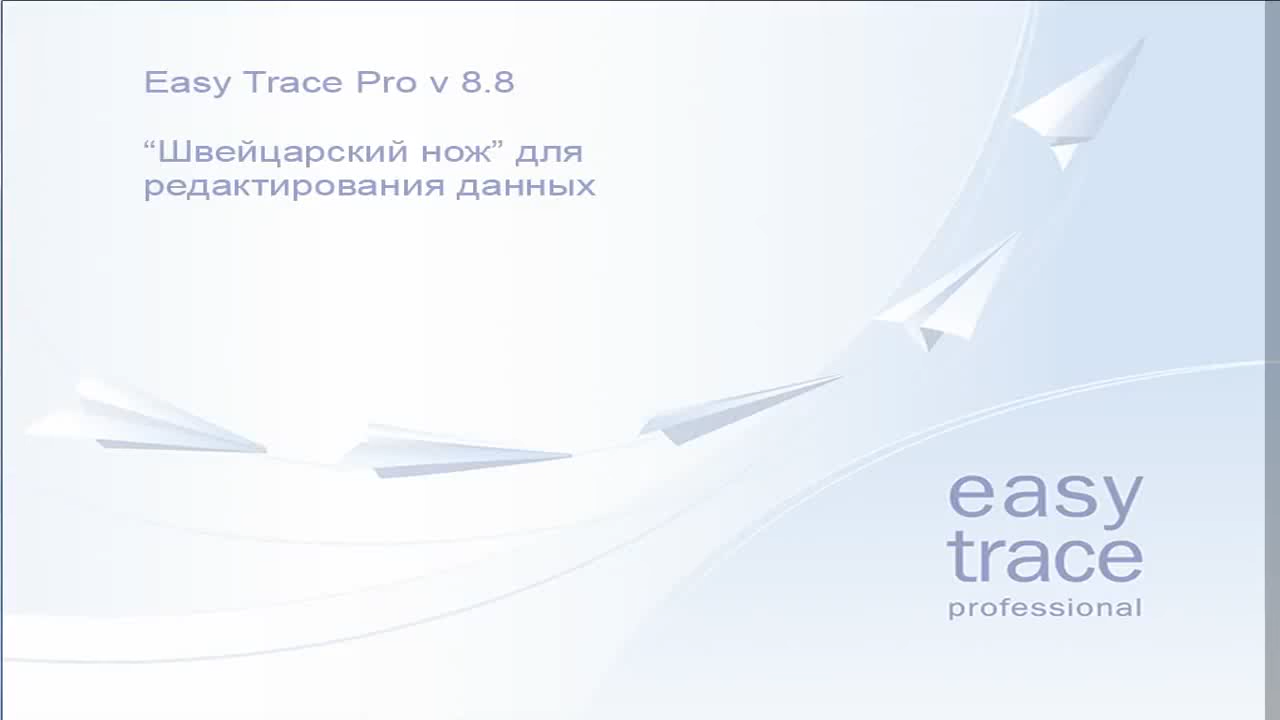 Easy Trace Pro v 8.8
“Швейцарский нож” для
редактирования данных
easy
trace
professional